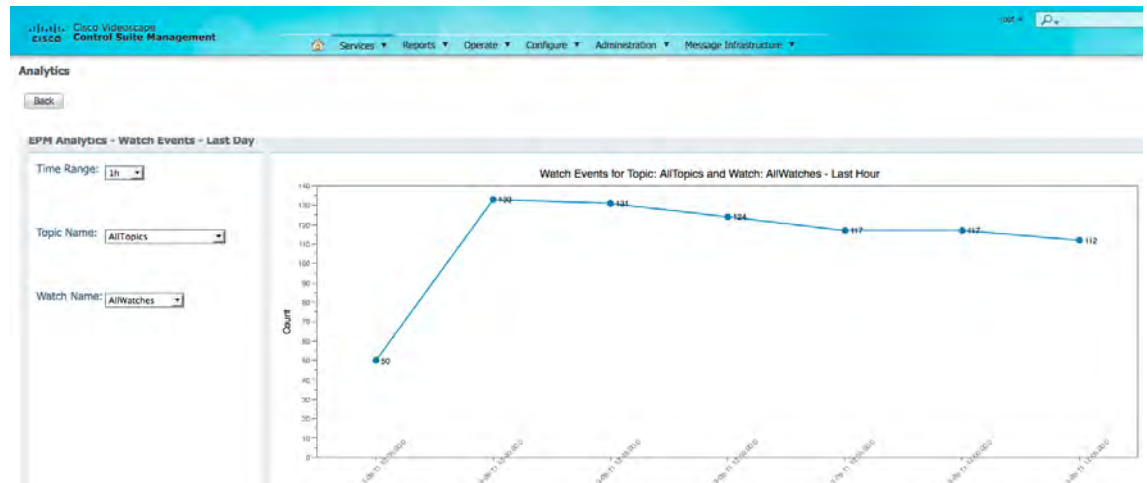 Cisco Videoscape
root
CISCO Control Suite Management
Services Reports Operate Configure Administration Message Infrastructure
Analytics
Back
EPM Analytics - Watch Events - Last Day
Time Range: 1h
Watch Events for Topic: AllTopics and Watch: AllWatches - Last Hour
140
130
133
131
120
124
Topic Name: AllTopics
117
117
110
112
100
90
Watch Name: AllWatches
80
70
Count
60
50
50
40
30
20
10
0